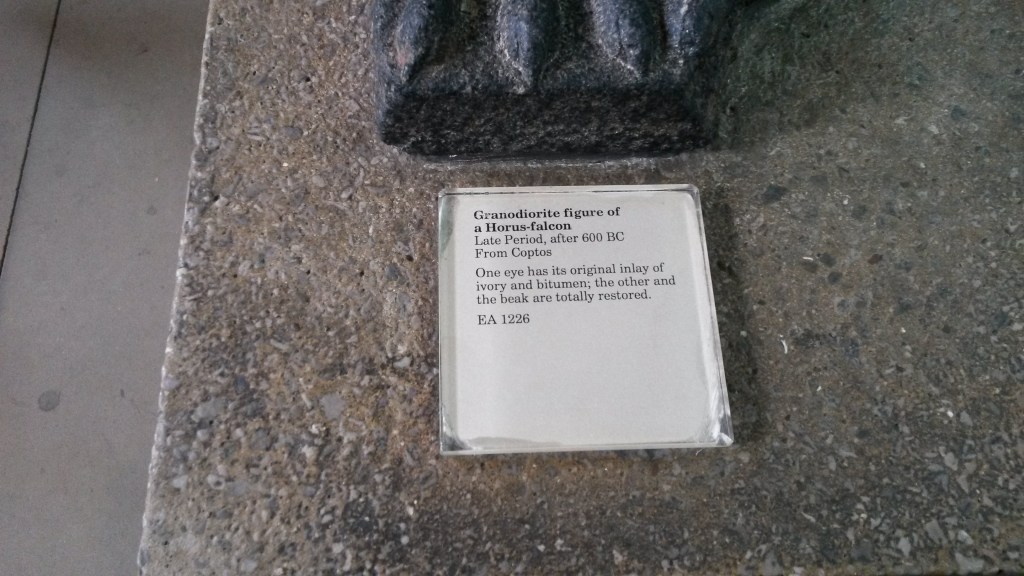 Granodiorite figure of
a Horus-falcon
Late Period, after 600 BC
From Coptos
One eye has its original inlay of
ivory and bitumen; the other and
the beak are totally restored.
EA 1226